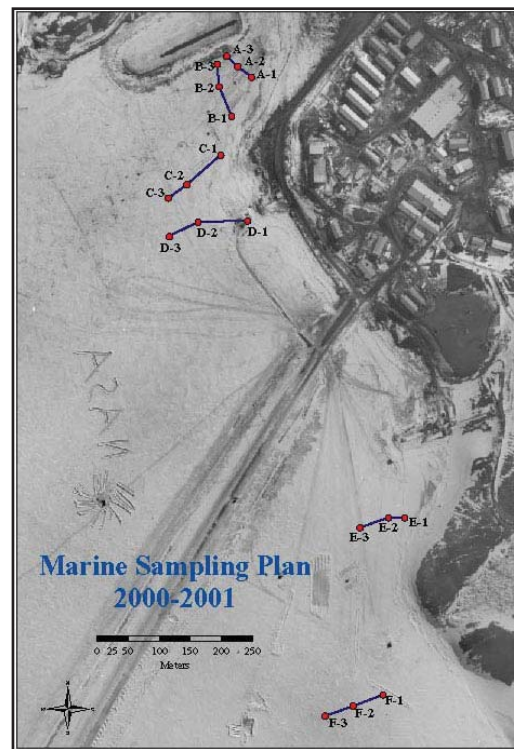 A-3
A-2
B-3
A-1
B-2
B-1
C-1
C-2
C-3
D-1
D-2
D-3
NASA
E-1
E-2
E-3
Marine Sampling Plan
2000-2001
0 25 50 100 150 200 250
Meters
F-1
F-2
F-3